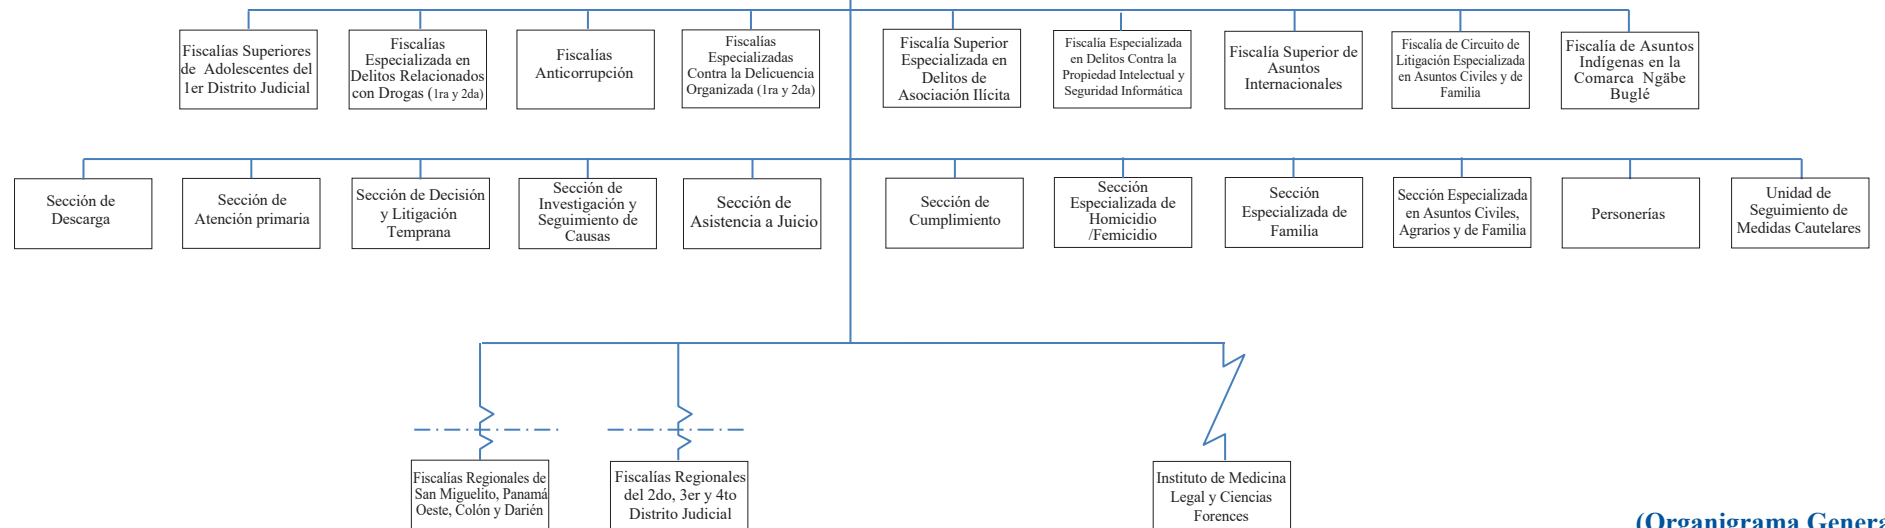 Fiscalías Superiores
de Adolescentes del
1er Distrito Judicial
Fiscalías
Especializada en
Delitos Relacionados
con Drogas (1ra y 2da)
Fiscalías
Anticorrupción
Fiscalías
Especializadas
Contra la Delicuencia
Organizada (1ra y 2da)
Fiscalía Superior
Especializada en
Delitos de
Asociación Ilícita
Fiscalía Especializada
en Delitos Contra la
Propiedad Intelectual y
Seguridad Informática
Fiscalía Superior de
Asuntos
Internacionales
Fiscalía de Circuito de
Litigación Especializada
en Asuntos Civiles y de
Familia
Fiscalía de Asuntos
Indígenas en la
Comarca Ngäbe
Buglé
Sección de
Descarga
Sección de
Atención primaria
Sección de Decisión
y Litigación
Temprana
Sección de
Investigación y
Seguimiento de
Causas
Sección de
Asistencia a Juicio
Sección de
Cumplimiento
Sección
Especializada de
Homicidio
/Femicidio
Sección
Especializada de
Familia
Sección Especializada
en Asuntos Civiles,
Agrarios y de Familia
Personerías
Unidad de
Seguimiento de
Medidas Cautelares
Fiscalías Regionales de
San Miguelito, Panamá
Oeste, Colón y Darién
Fiscalías Regionales
del 2do, 3er y 4to
Distrito Judicial
Instituto de Medicina
Legal y Ciencias
Forences
(Organigrama Genera